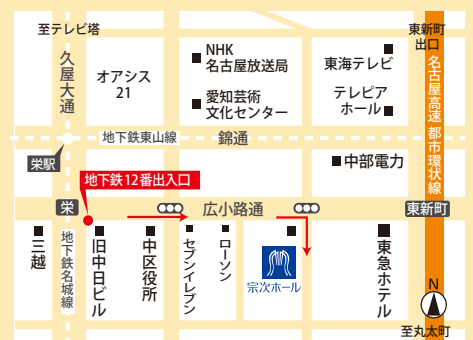 至テレビ塔
東新町
出口
久屋大通
オアシス
21
NHK
名古屋放送局
東海テレビ
愛知芸術
文化センター
テレピア
ホール
名古屋高速 都市環状線
地下鉄東山線
錦通
栄駅
中部電力
地下鉄12番出入口
栄
広小路通
東新町
三越
地下鉄名城線
旧中日ビル
中区役所
セブンイレブン
ローソン
宗次ホール
東急ホテル
N
至丸太町